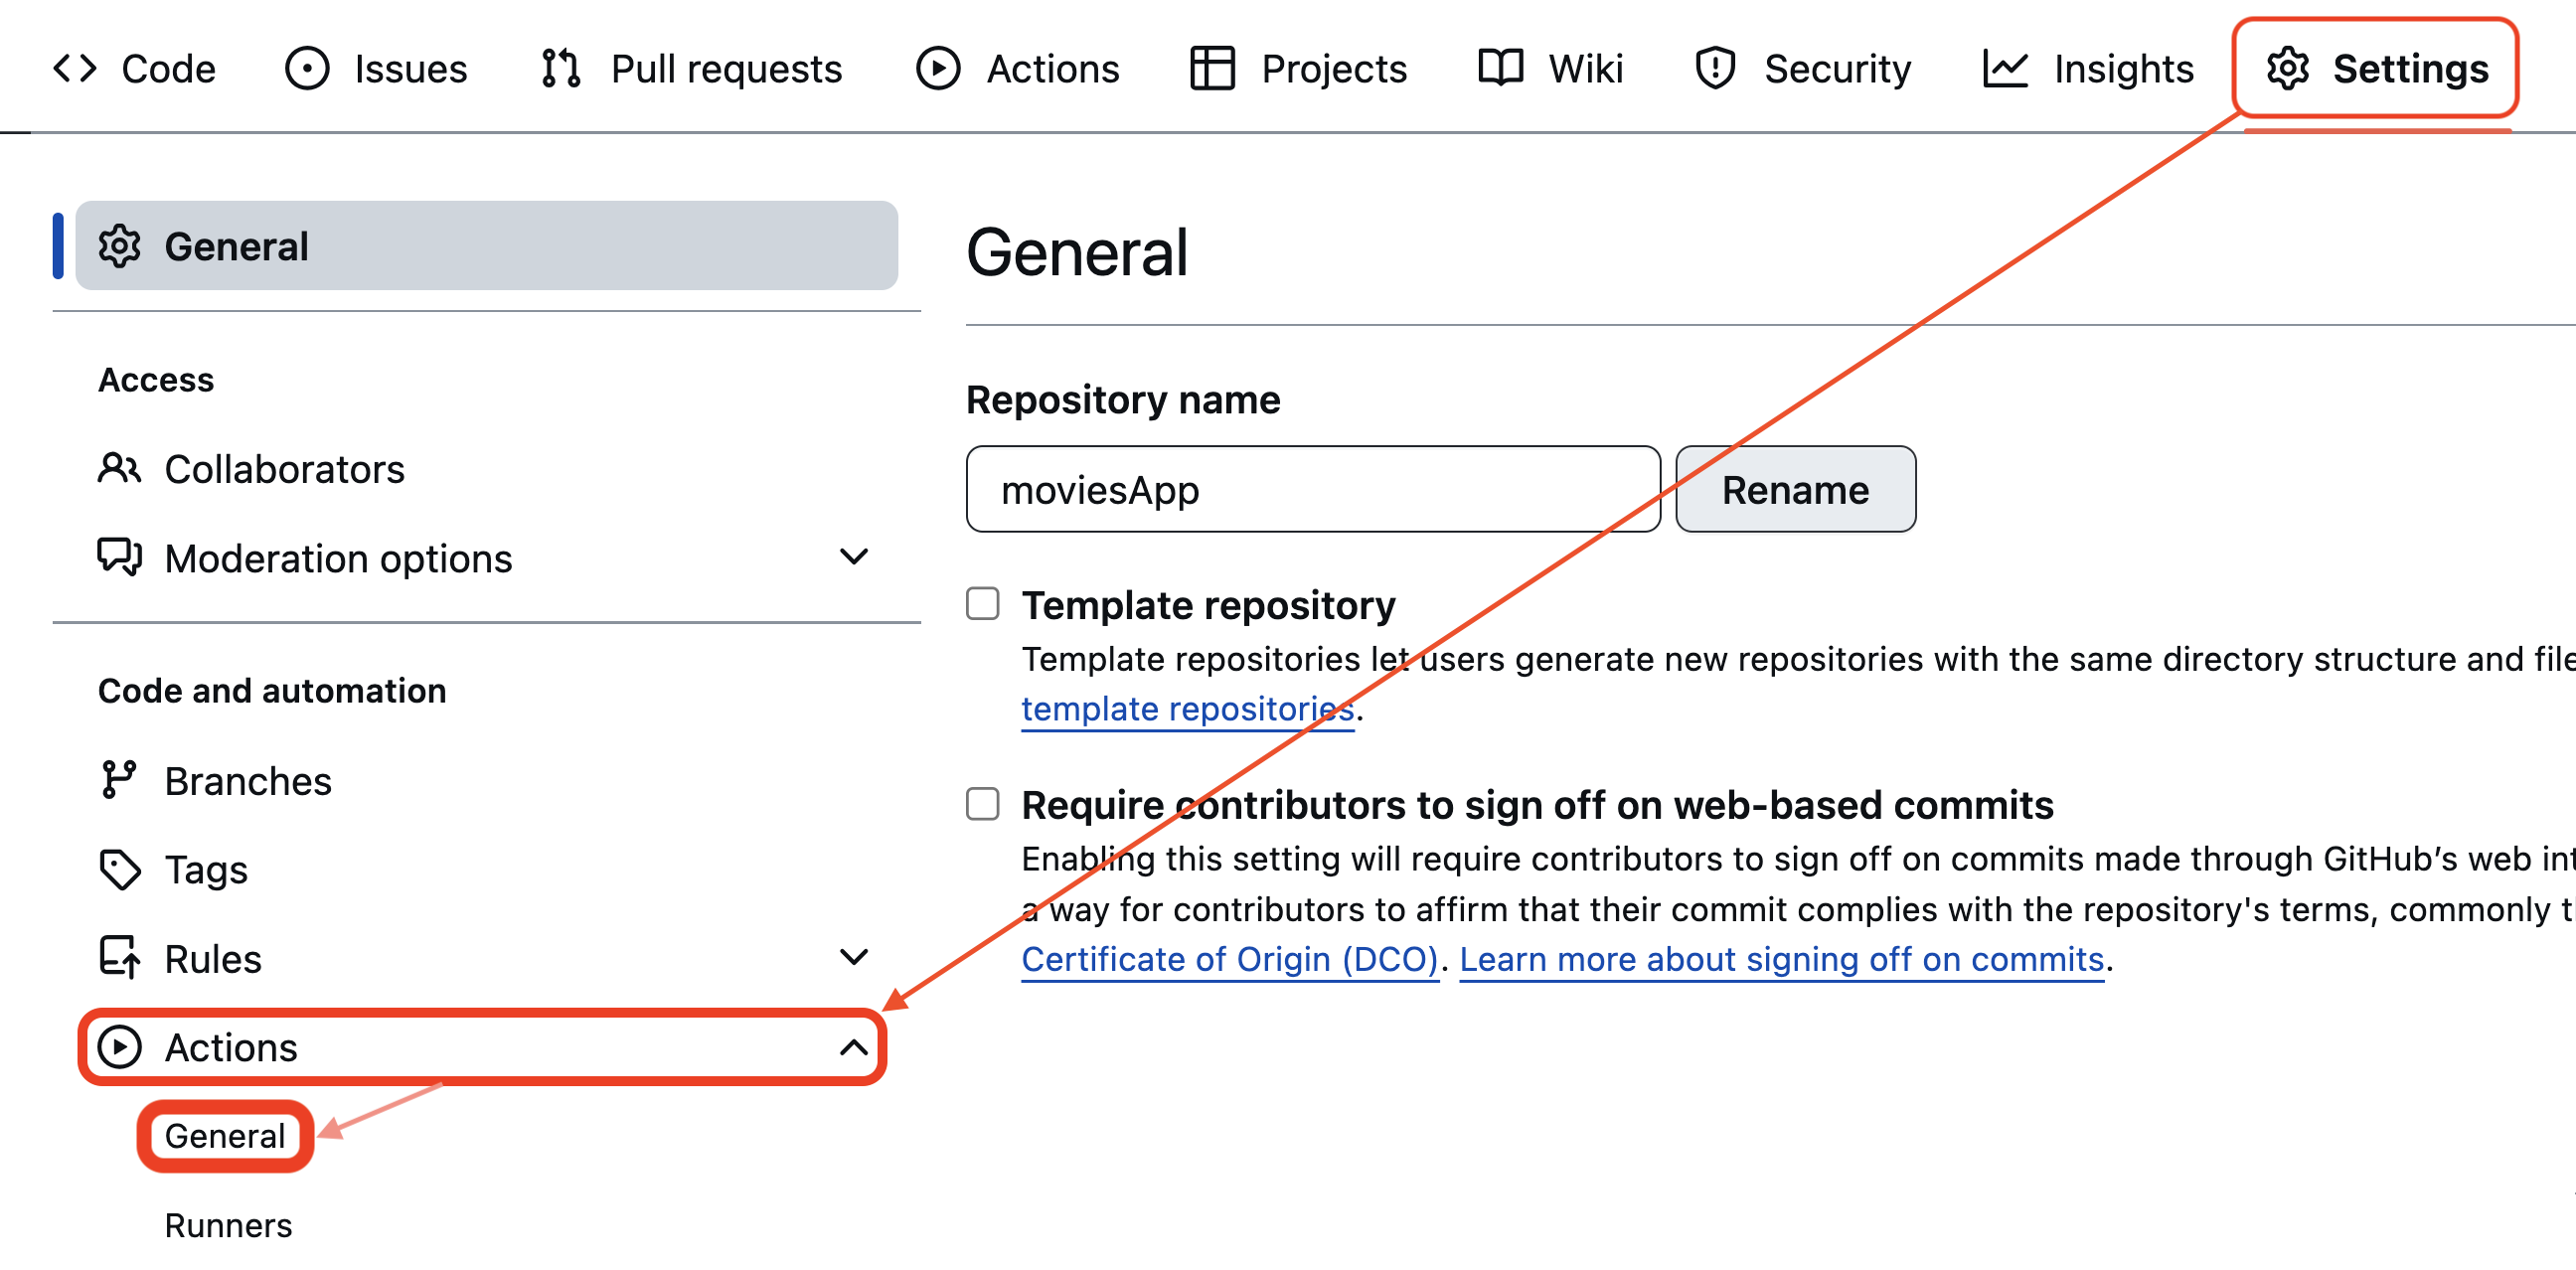 Code Issues Pull requests Actions Projects Wiki Security Insights Settings
General
Access
Collaborators
Moderation options
Code and automation
Branches
Tags
Rules
Actions
General
Runners
General
Repository name
moviesApp Rename
Template repository
Template repositories let users generate new repositories with the same directory structure and file
template repositories.
Require contributors to sign off on web-based commits
Enabling this setting will require contributors to sign off on commits made through GitHub’s web int
a way for contributors to affirm that their commit complies with the repository's terms, commonly
Certificate of Origin (DCO). Learn more about signing off on commits.